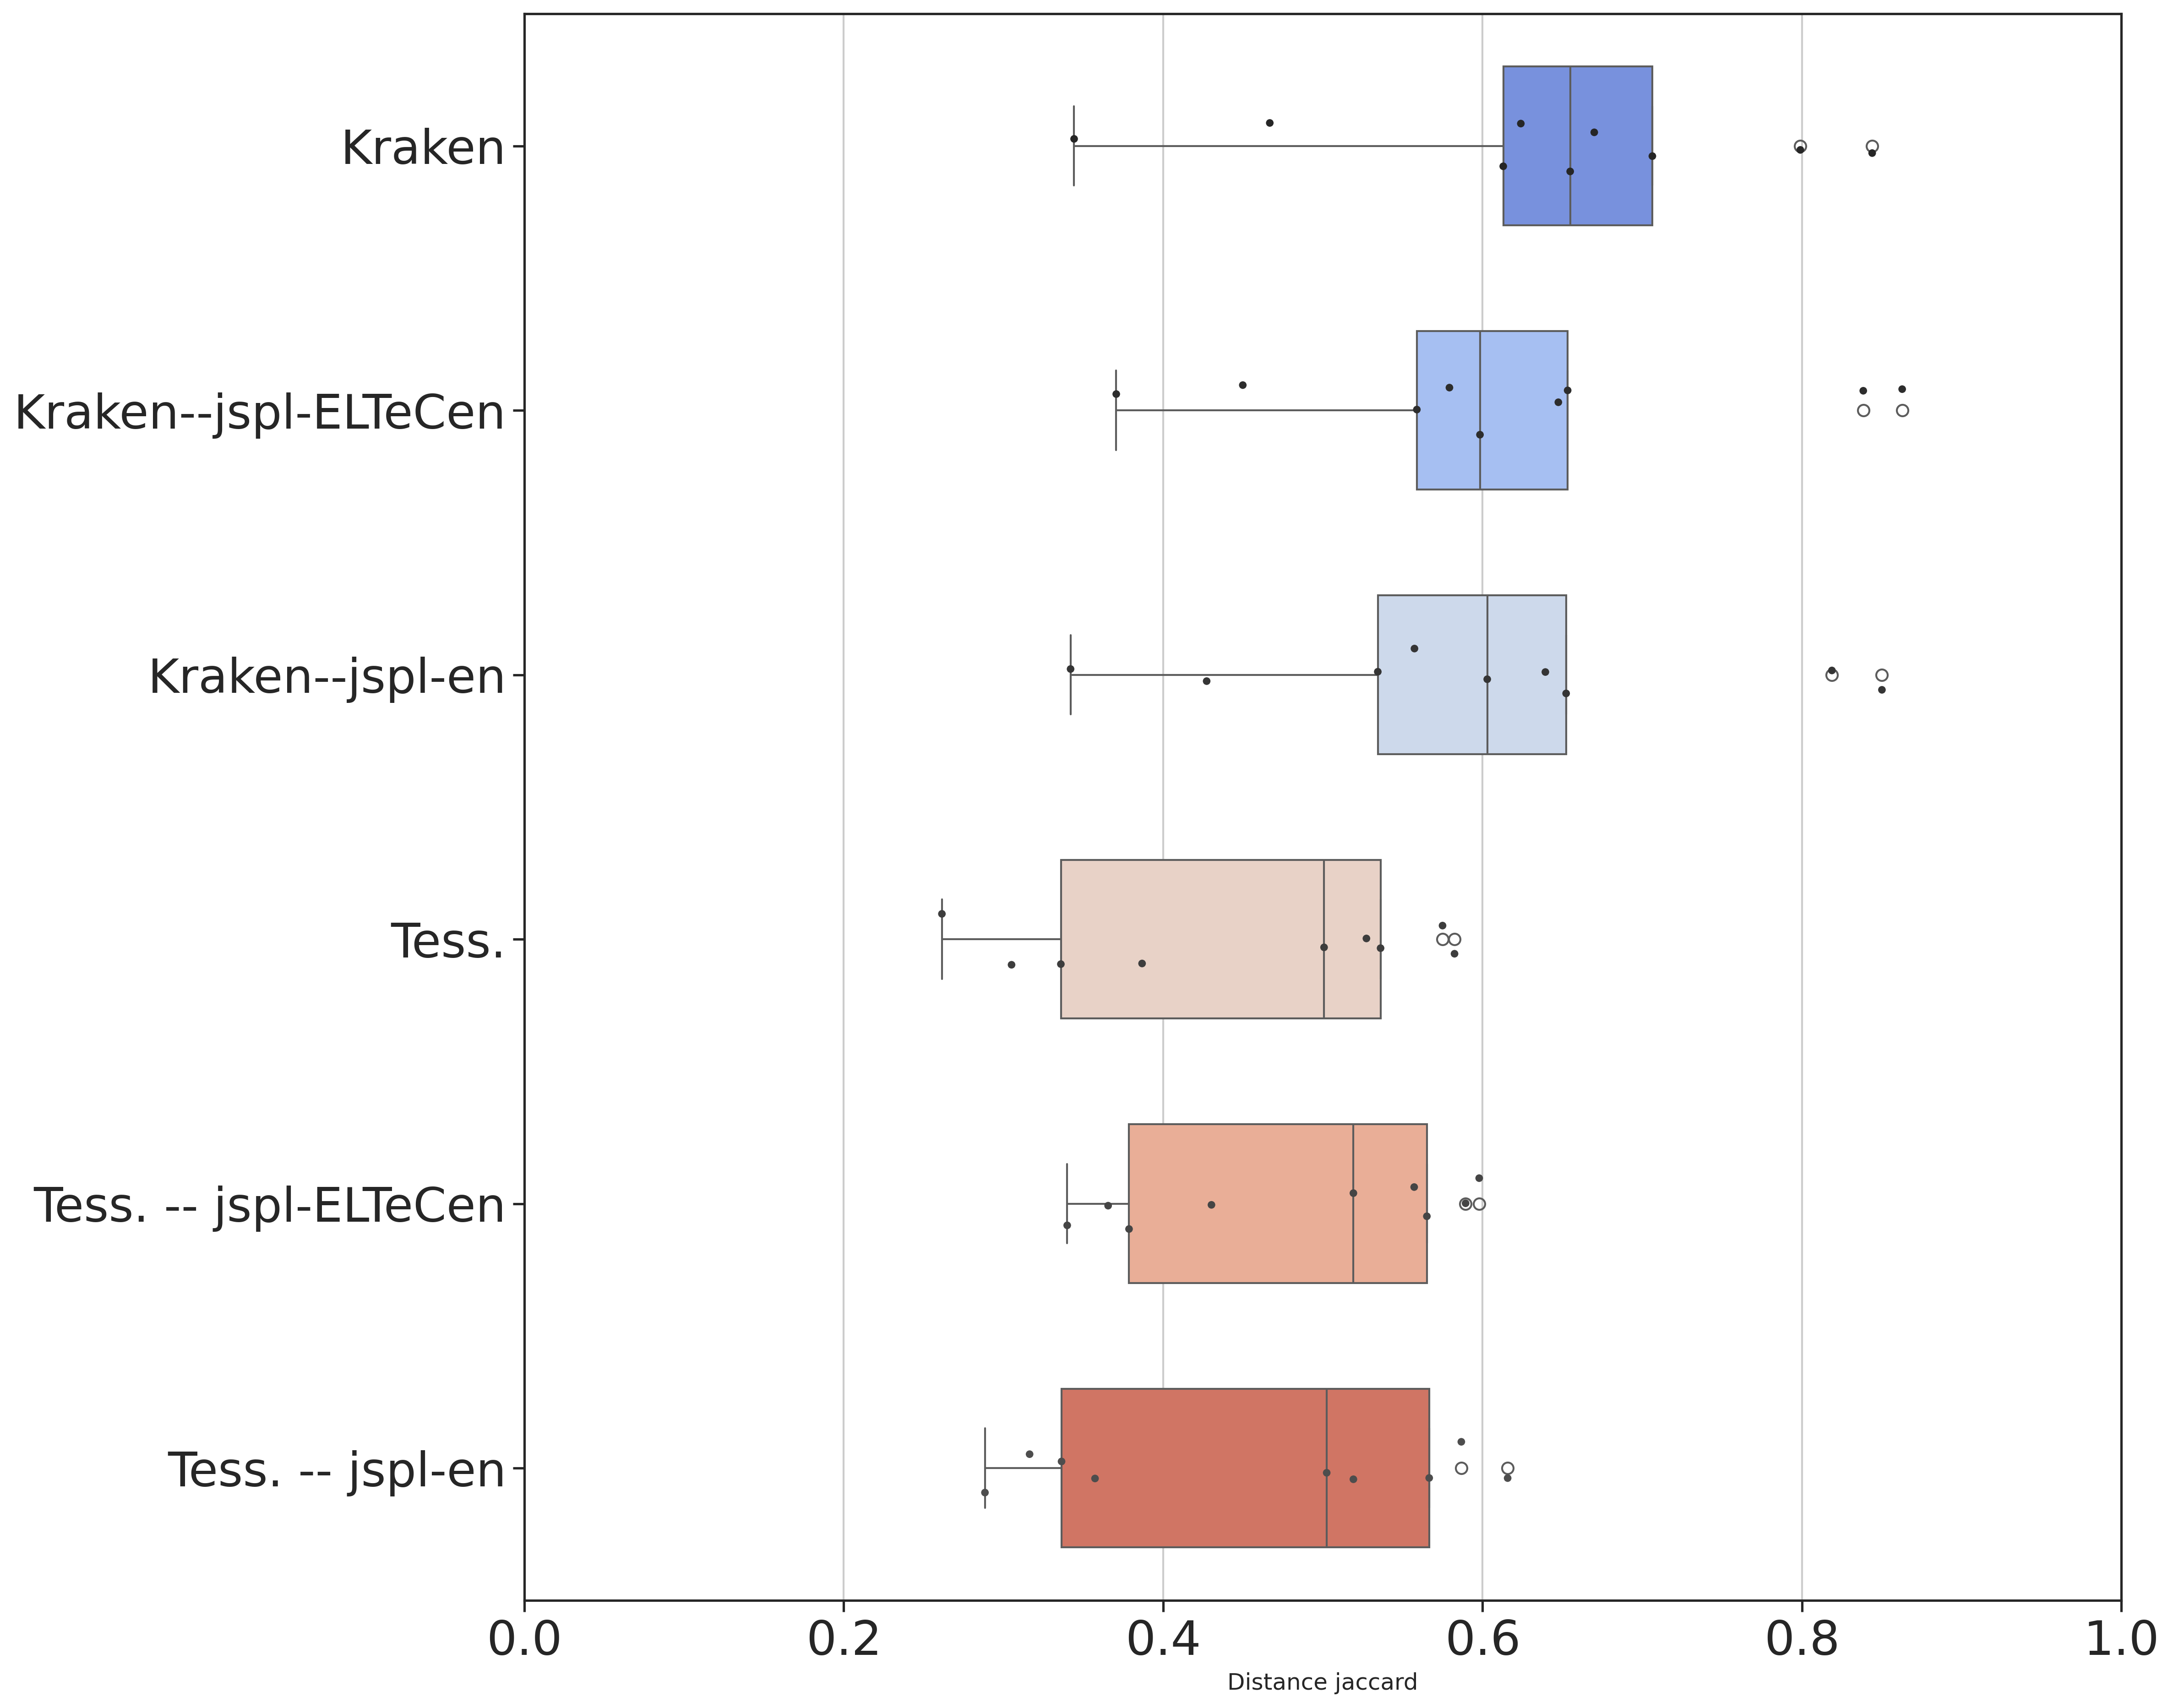 Kraken
Kraken--jspl-ELTeCen
Kraken--jspl-en
Tess.
Tess. -- jspl-ELTeCen
Tess. -- jspl-en
0.0 0.2 0.4 0.6 0.8 1.0
Distance jaccard